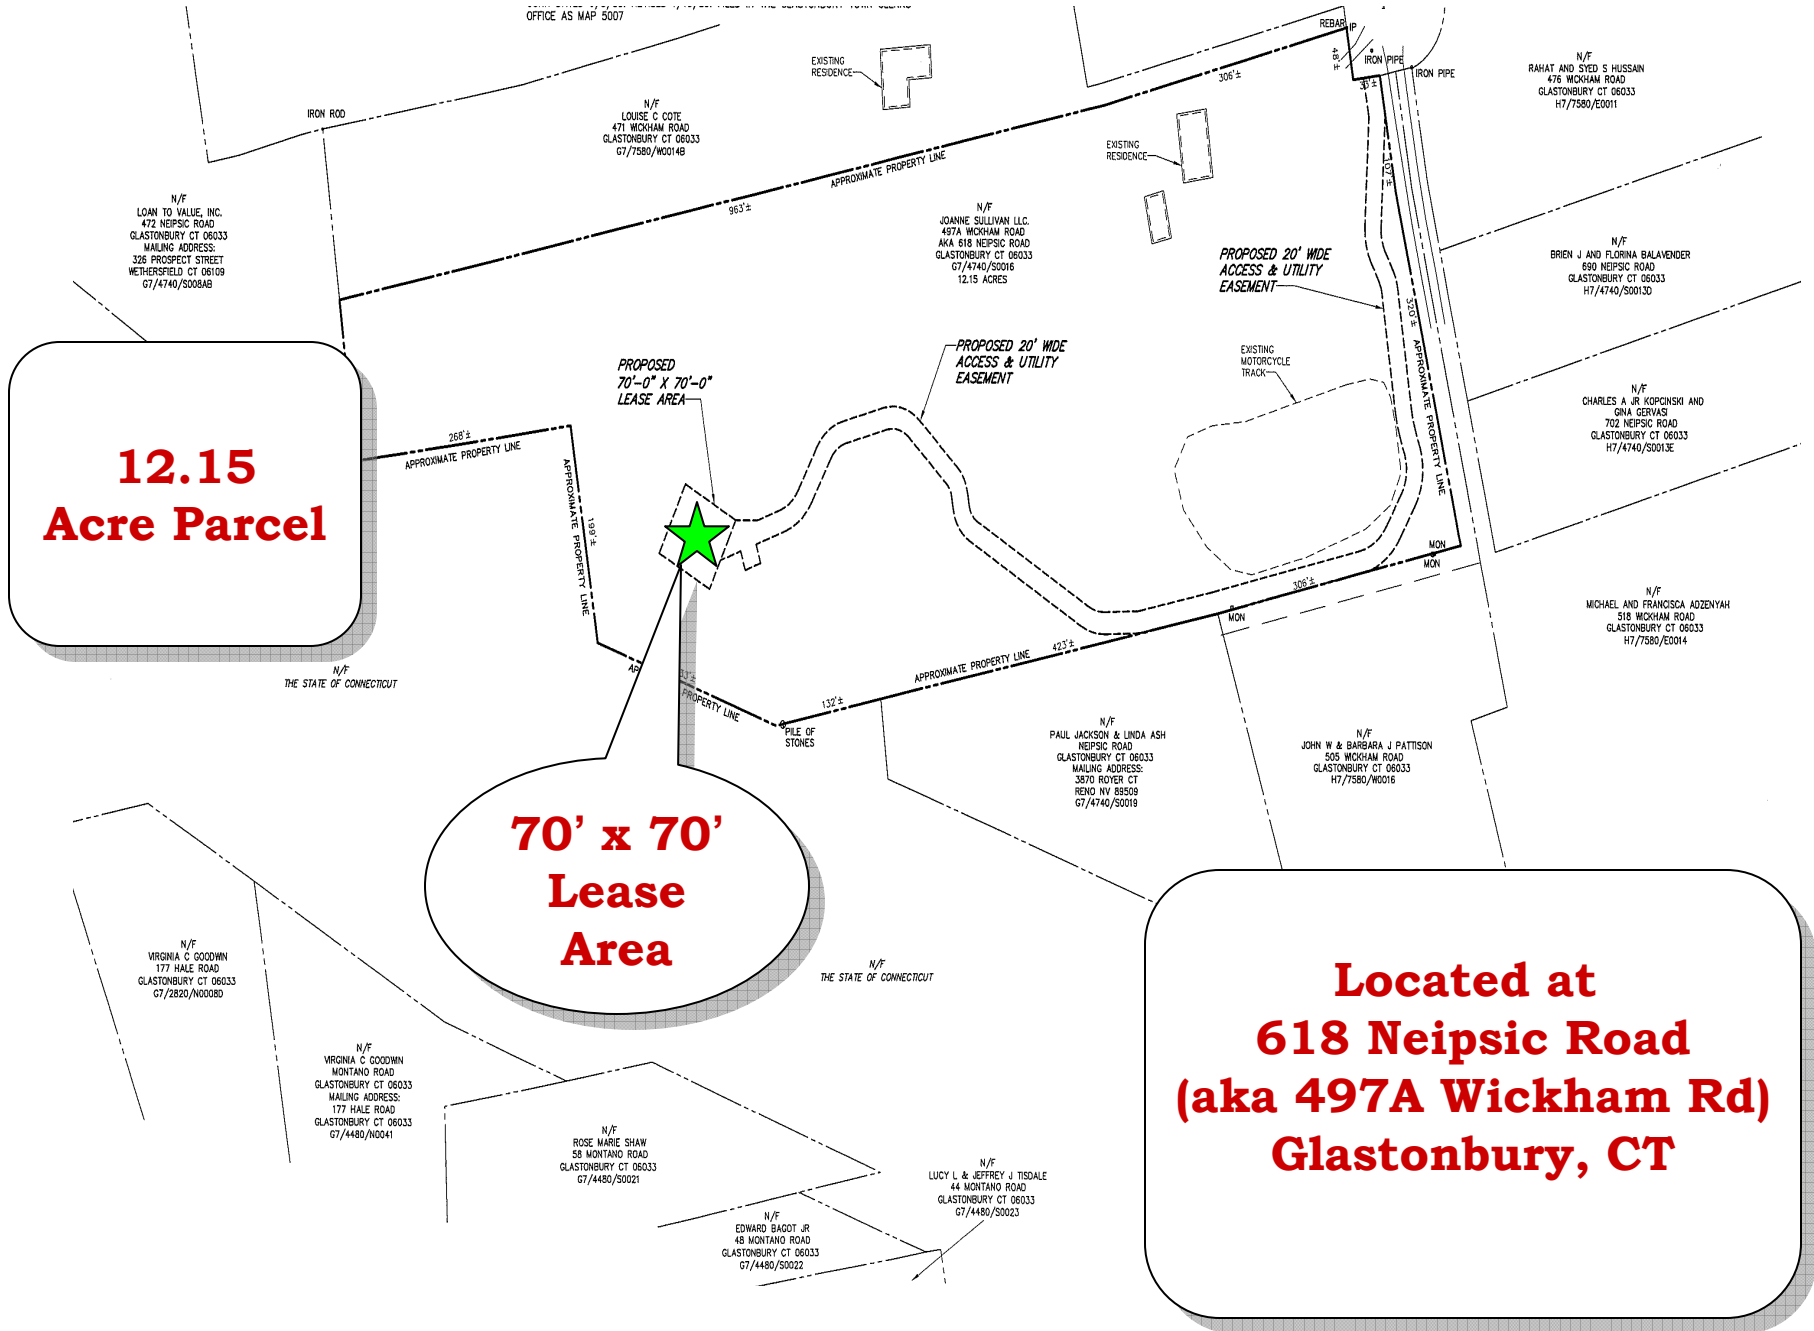 OFFICE AS MAP 5007
REBAR
IP
48'±
IRON PIPE
IRON PIPE
33'±
306'±
N/F
RAHAT AND SYED S HUSSAIN
476 WICKHAM ROAD
GLASTONBURY CT 06033
H7/7580/E0011
EXISTING
RESIDENCE
IRON ROD
N/F
LOUISE C COTE
471 WICKHAM ROAD
GLASTONBURY CT 06033
G7/7580/W0014B
EXISTING
RESIDENCE
APPROXIMATE PROPERTY LINE
963'±
107'±
N/F
LOAN TO VALUE, INC.
472 NEIPSIC ROAD
GLASTONBURY CT 06033
MAILING ADDRESS:
326 PROSPECT STREET
WETHERSFIELD CT 06109
G7/4740/S008AB
N/F
JOANNE SULLIVAN LLC.
497A WICKHAM ROAD
AKA 618 NEIPSIC ROAD
GLASTONBURY CT 06033
G7/4740/S0016
12.15 ACRES
PROPOSED 20' WIDE
ACCESS & UTILITY
EASEMENT
N/F
BRIEN J AND FLORINA BALAVENDER
690 NEIPSIC ROAD
GLASTONBURY CT 06033
H7/4740/S0013D
320'±
APPROXIMATE PROPERTY LINE
PROPOSED
70'-0" X 70'-0"
LEASE AREA
PROPOSED 20' WIDE
ACCESS & UTILITY
EASEMENT
EXISTING
MOTORCYCLE
TRACK
N/F
CHARLES A JR KOPCINSKI AND
GINA GERVASI
702 NEIPSIC ROAD
GLASTONBURY CT 06033
H7/4740/S0013E
12.15
Acre Parcel
268'±
APPROXIMATE PROPERTY LINE
199'±
APPROXIMATE PROPERTY LINE
MON
MON
306'±
MON
N/F
MICHAEL AND FRANCISCA ADZENYAH
518 WICKHAM ROAD
GLASTONBURY CT 06033
H7/7580/E0014
N/F
THE STATE OF CONNECTICUT
PROPERTY LINE
132'±
APPROXIMATE PROPERTY LINE
423'±
PILE OF
STONES
N/F
PAUL JACKSON & LINDA ASH
NEIPSIC ROAD
GLASTONBURY CT 06033
MAILING ADDRESS:
3870 ROYER CT
RENO NV 89509
G7/4740/S0019
N/F
JOHN W & BARBARA J PATTISON
505 WICKHAM ROAD
GLASTONBURY CT 06033
H7/7580/W0016
70’ x 70’
Lease
Area
N/F
VIRGINIA C GOODWIN
177 HALE ROAD
GLASTONBURY CT 06033
G7/2820/N0008D
N/F
THE STATE OF CONNECTICUT
Located at
618 Neipsic Road
(aka 497A Wickham Rd)
Glastonbury, CT
N/F
VIRGINIA C GOODWIN
MONTANO ROAD
GLASTONBURY CT 06033
MAILING ADDRESS:
177 HALE ROAD
GLASTONBURY CT 06033
G7/4480/N0041
N/F
ROSE MARIE SHAW
58 MONTANO ROAD
GLASTONBURY CT 06033
G7/4480/S0021
N/F
LUCY L & JEFFREY J TISDALE
44 MONTANO ROAD
GLASTONBURY CT 06033
G7/4480/S0023
N/F
EDWARD BAGOT JR
48 MONTANO ROAD
GLASTONBURY CT 06033
G7/4480/S0022